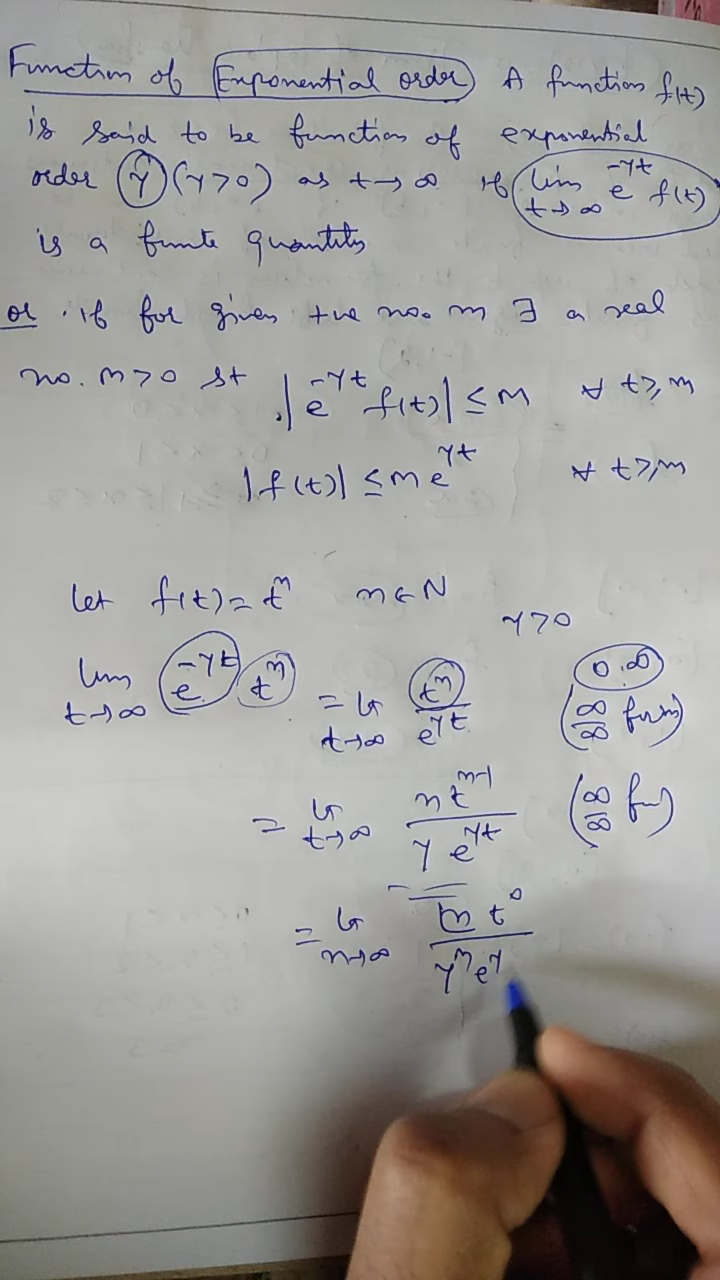 Function of Exponential order A function f(t)
is said to be function of exponential
order γ (γ>0) as t→∞ if lim t→∞ e^{-γt} f(t)
is a finite quantity
or . if for given +ve no. m ∃ a real
no. M>0 st |e^{-γt} f(t)| ≤ M ∀ t≥m
|f(t)| ≤ M e^{γt} ∀ t≥m
let f(t) = t^n n∈N
γ>0
lim t→∞ e^{-γt} t^n = lt t→∞ t^n / e^{γt} 0.∞ (∞/∞ form)
= lt t→∞ n t^{n-1} / γ e^{γt} (∞/∞ form)
= lt n→∞ ⌊n t^0 / γ^n e^γ